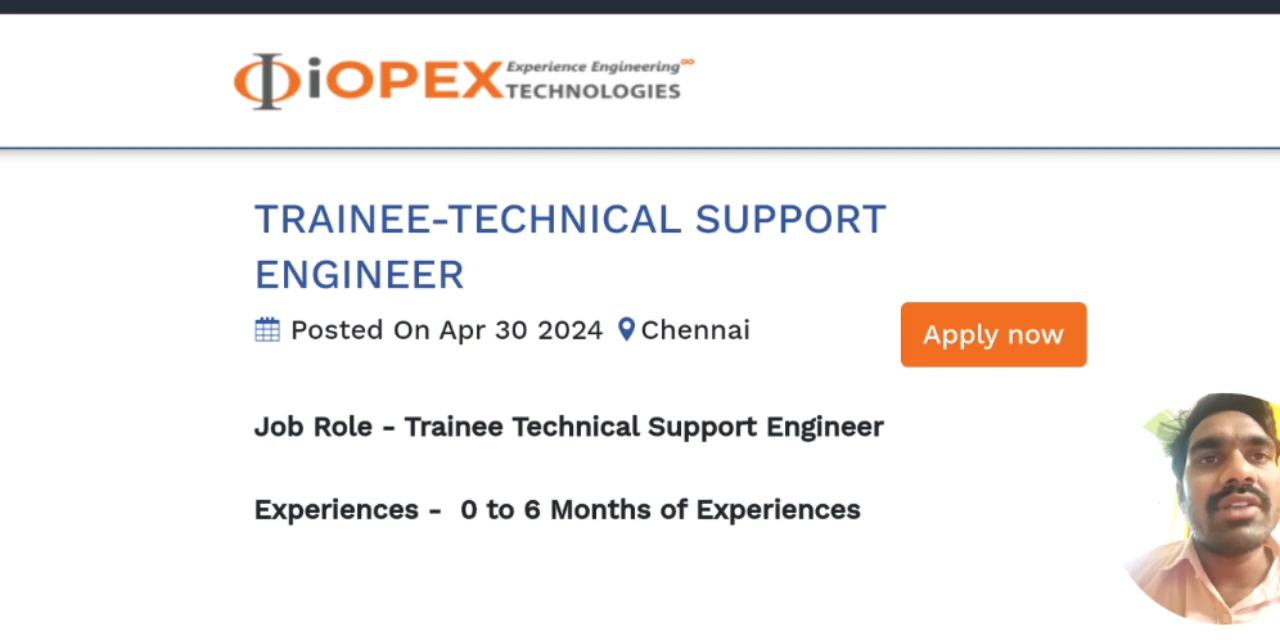 iOPEX Experience Engineering∞
TECHNOLOGIES
TRAINEE-TECHNICAL SUPPORT
ENGINEER
Posted On Apr 30 2024 Chennai
Apply now
Job Role - Trainee Technical Support Engineer
Experiences - 0 to 6 Months of Experiences